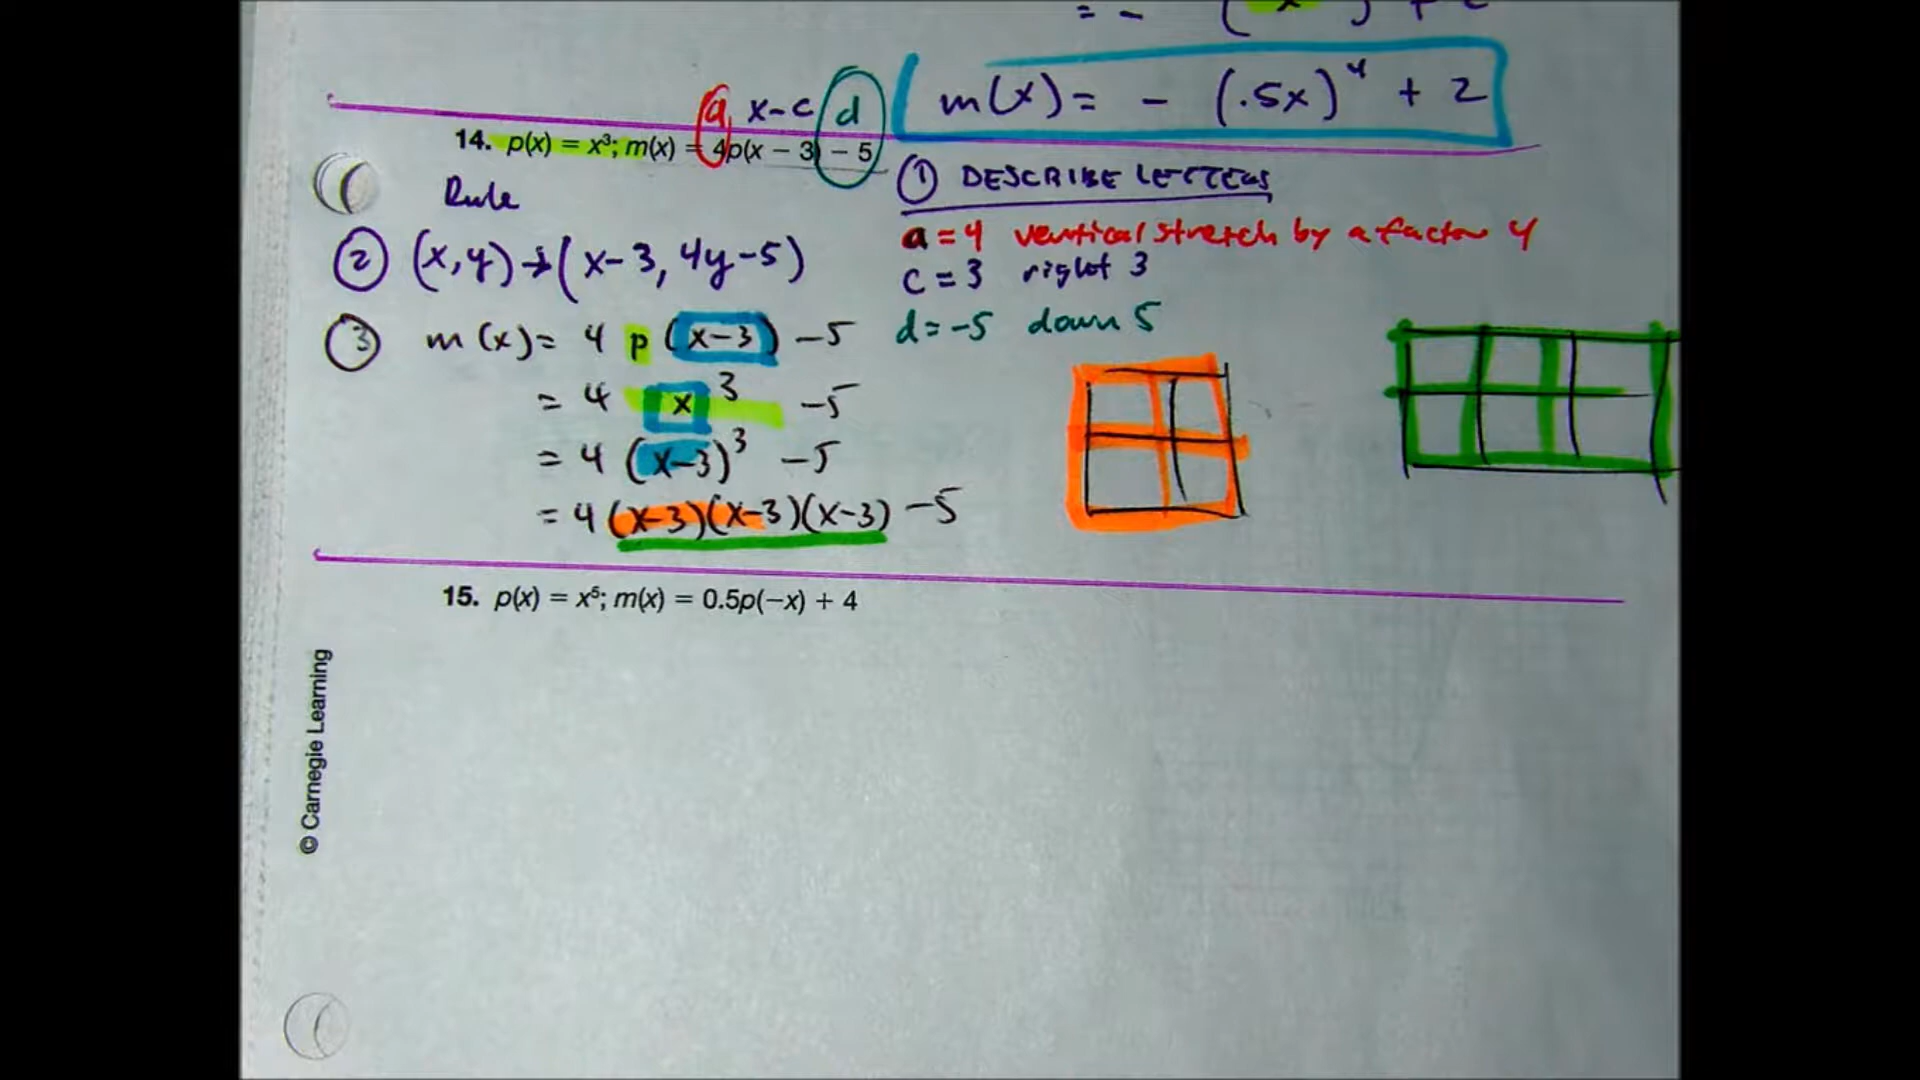 m(x) = - (.5x)⁴ + 2
a x-c d
14. p(x) = x³; m(x) = 4p(x − 3) − 5
① DESCRIBE LETTERS
Rule
a = 4 vertical stretch by a factor 4
② (x,y) → (x-3, 4y-5)
c = 3 right 3
③ m(x) = 4 p (x-3) -5
d = -5 down 5
= 4 x³ -5
= 4 (x-3)³ -5
= 4 (x-3)(x-3)(x-3) -5
15. p(x) = x⁵; m(x) = 0.5p(−x) + 4
© Carnegie Learning